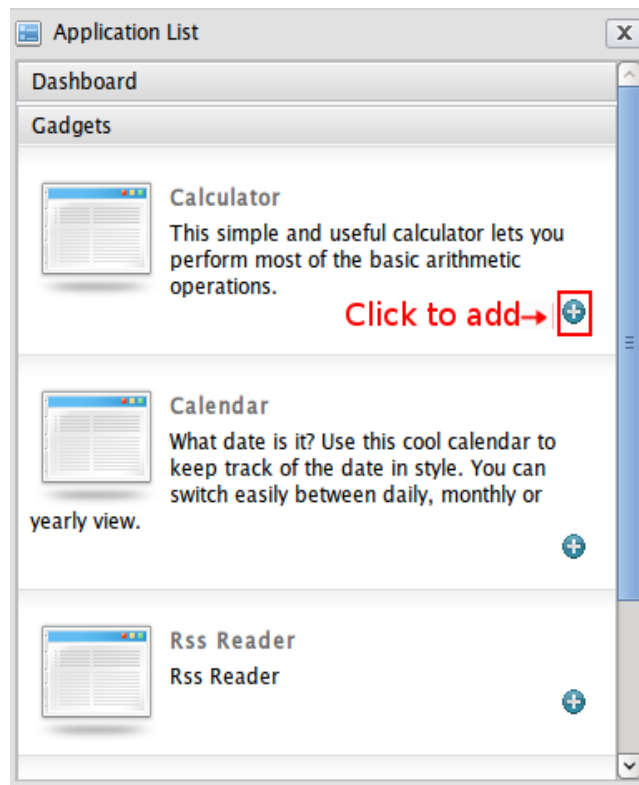 Application List
Dashboard
Gadgets
Calculator
This simple and useful calculator lets you
perform most of the basic arithmetic
operations.
Click to add
Calendar
What date is it? Use this cool calendar to
keep track of the date in style. You can
switch easily between daily, monthly or
yearly view.
Rss Reader
Rss Reader